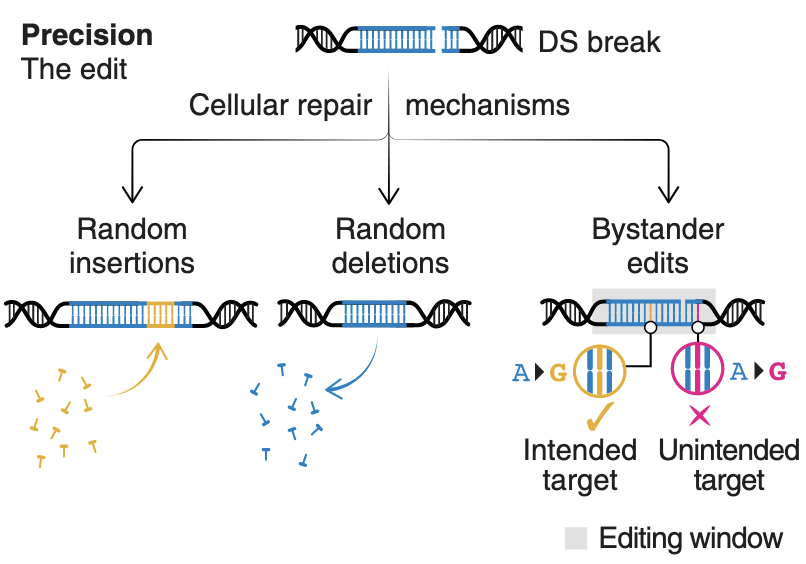 Precision
The edit
DS break
Cellular repair mechanisms
Random
insertions
Random
deletions
Bystander
edits
A▶G
A▶G
Intended
target
Unintended
target
Editing window